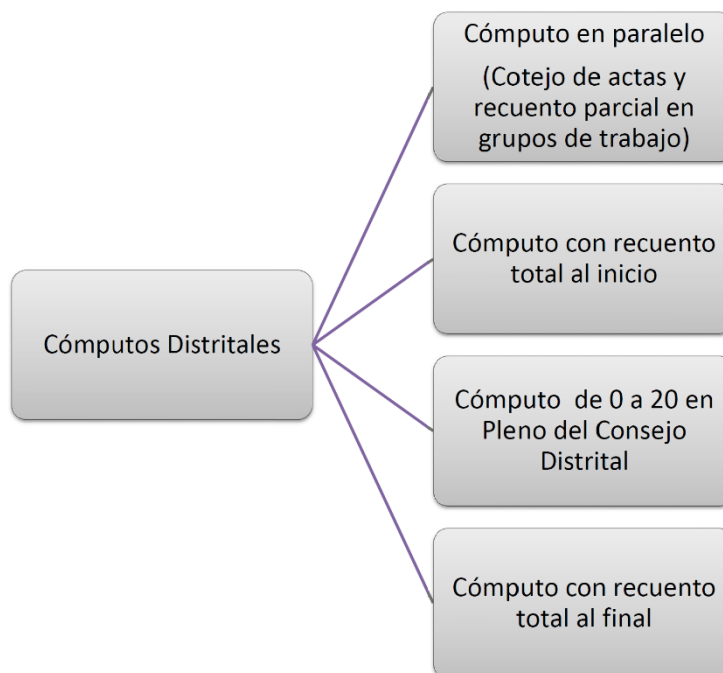 Cómputo en paralelo
(Cotejo de actas y
recuento parcial en
grupos de trabajo)
Cómputo con recuento
total al inicio
Cómputos Distritales
Cómputo de 0 a 20 en
Pleno del Consejo
Distrital
Cómputo con recuento
total al final